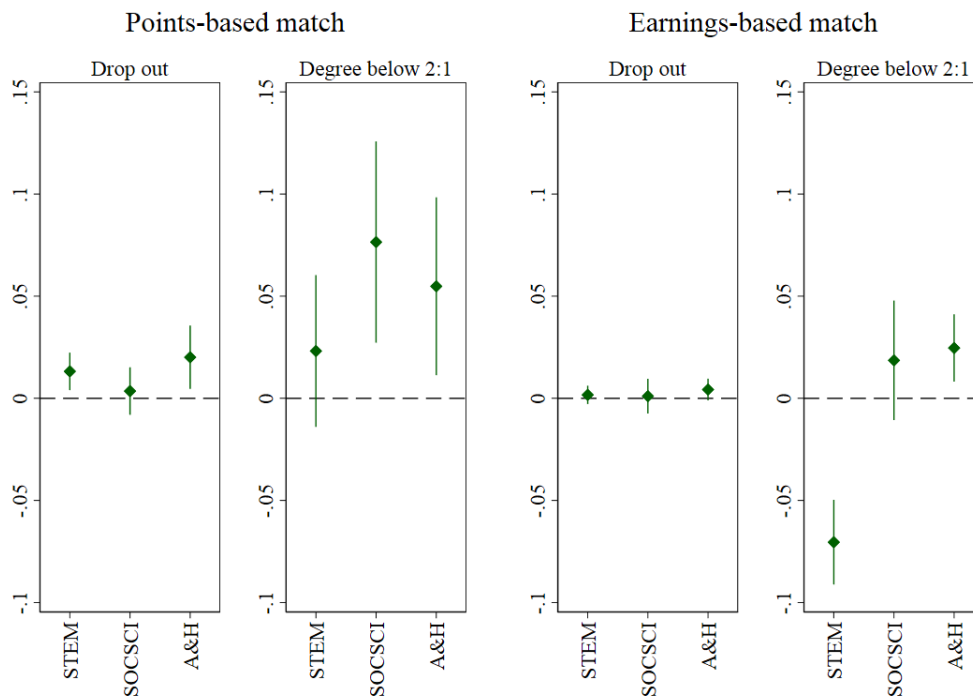 Points-based match
Earnings-based match
Drop out
Degree below 2:1
Drop out
Degree below 2:1
.15
.1
.05
0
-.05
-.1
STEM
SOCSCI
A&H
.15
.1
.05
0
-.05
-.1
STEM
SOCSCI
A&H
.15
.1
.05
0
-.05
-.1
STEM
SOCSCI
A&H
.15
.1
.05
0
-.05
-.1
STEM
SOCSCI
A&H